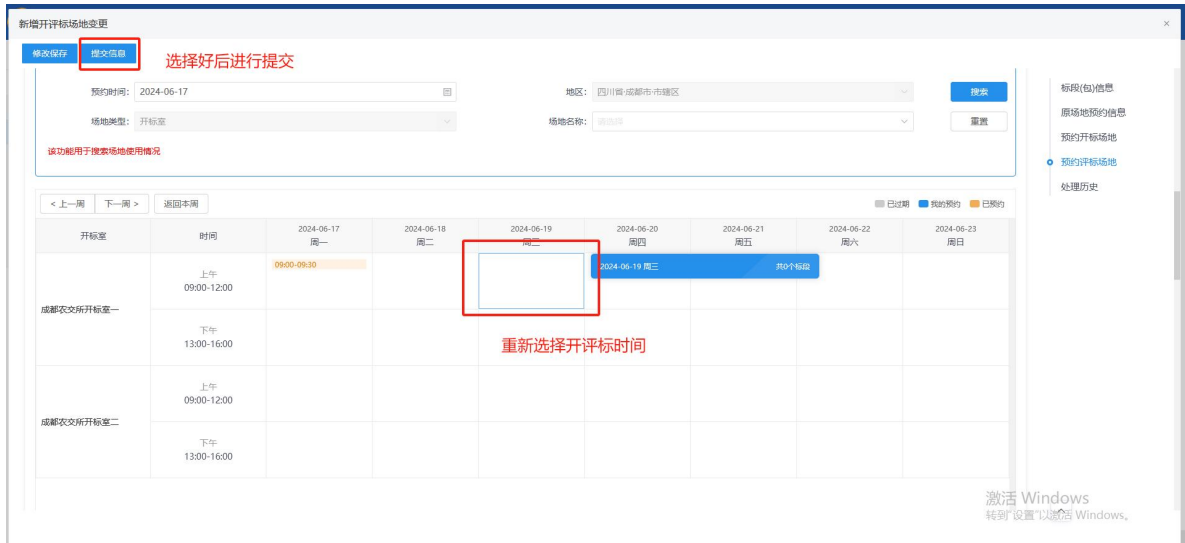 新增开评标场地变更
×
修改保存 提交信息
选择好后进行提交
预约时间: 2024-06-17 地区: 四川省·成都市·市辖区 搜索
场地类型: 开标室 场地名称: 请选择 重置
该功能用于搜索场地使用情况
标段(包)信息
原场地预约信息
预约开标场地
预约评标场地
处理历史
< 上一周 下一周 > 返回本周 已过期 我的预约 已预约
开标室 时间 2024-06-17 2024-06-18 2024-06-19 2024-06-20 2024-06-21 2024-06-22 2024-06-23
周一 周二 周三 周四 周五 周六 周日
09:00-09:30
2024-06-19 周三 共0个标段
上午
09:00-12:00
成都农交所开标室一
下午
13:00-16:00
重新选择开评标时间
上午
09:00-12:00
成都农交所开标室二
下午
13:00-16:00
激活 Windows
转到"设置"以激活 Windows。